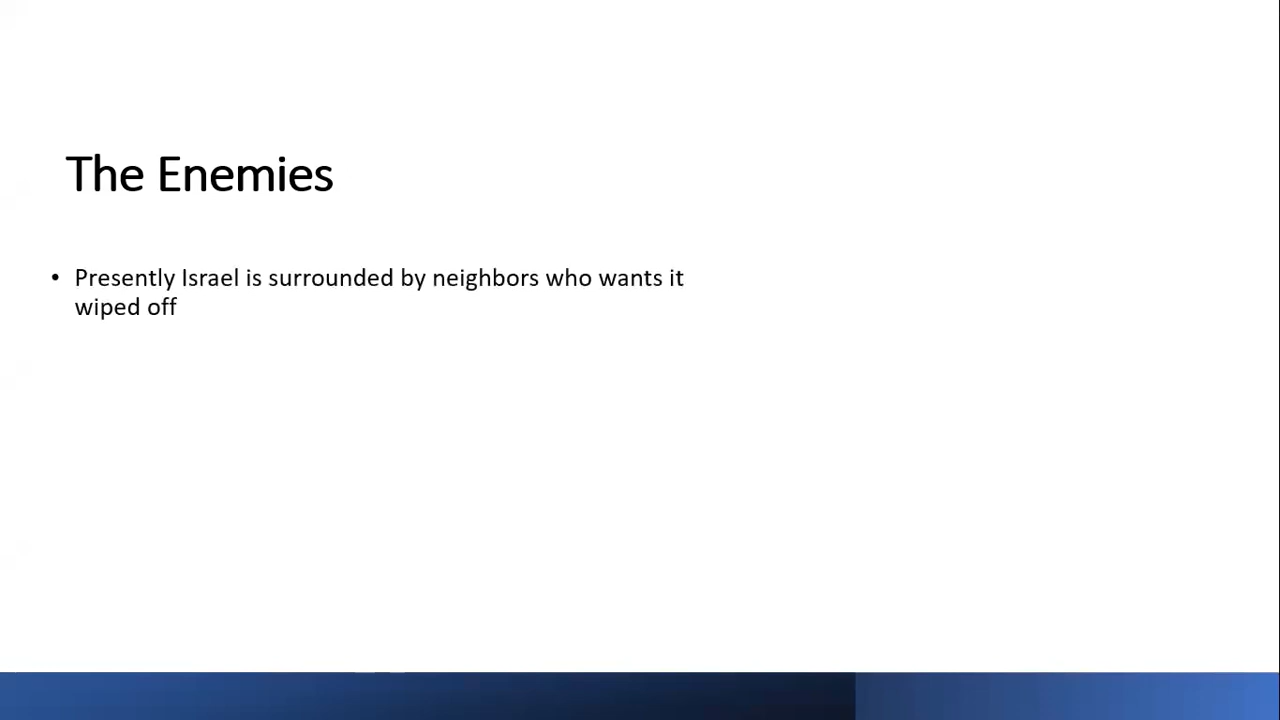 The Enemies
• Presently Israel is surrounded by neighbors who wants it
wiped off